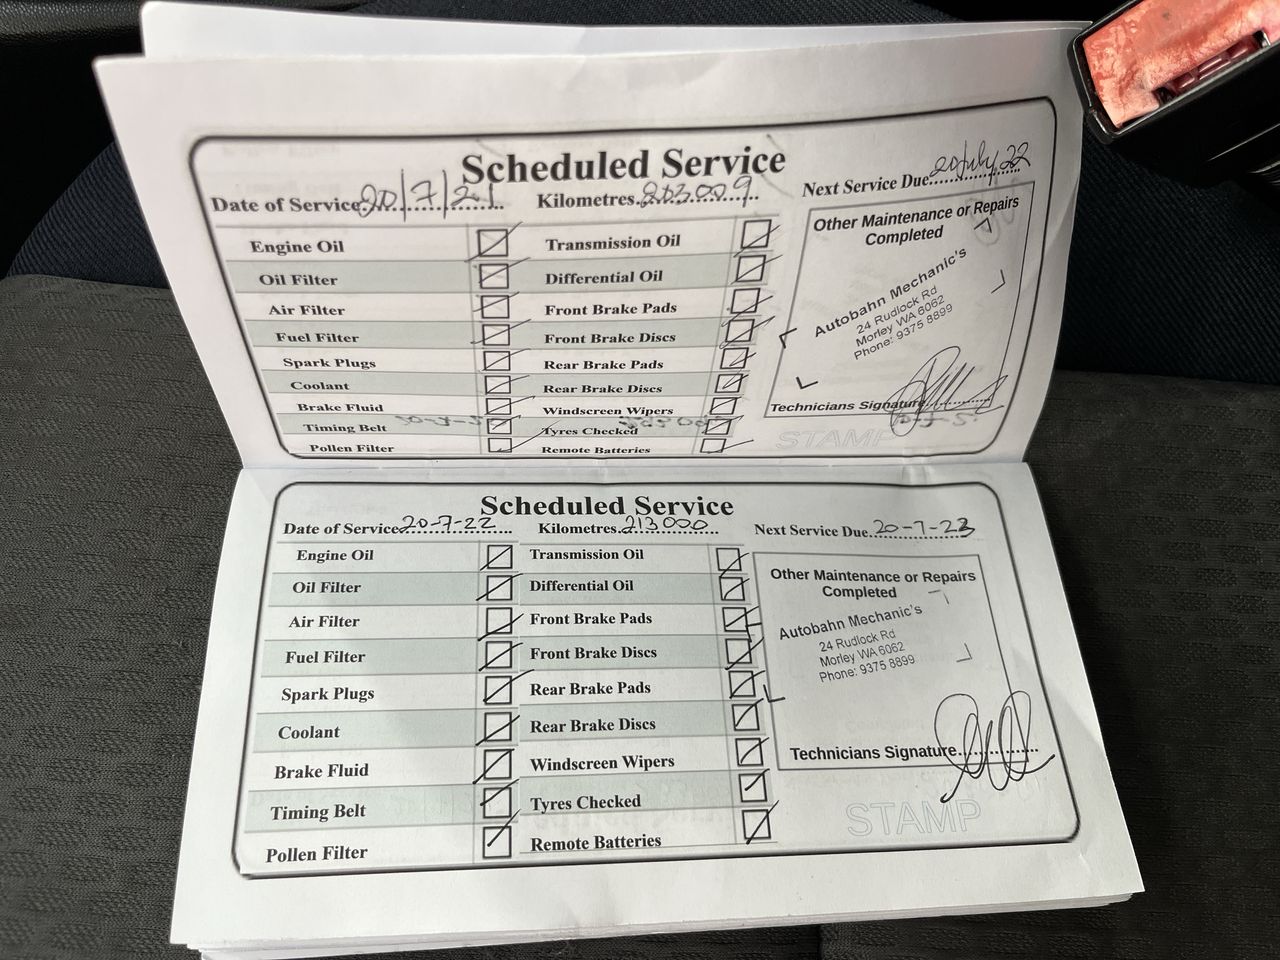 Scheduled Service
Date of Service 20/7/21 Kilometres 203009 Next Service Due 20 July 22
Engine Oil Transmission Oil
Oil Filter Differential Oil
Air Filter Front Brake Pads
Fuel Filter Front Brake Discs
Spark Plugs Rear Brake Pads
Coolant Rear Brake Discs
Brake Fluid Windscreen Wipers
Timing Belt Tyres Checked
Pollen Filter Remote Batteries
Other Maintenance or Repairs
Completed
Autobahn Mechanic's
24 Rudlock Rd
Morley WA 6062
Phone: 9375 8899
Technicians Signature
STAMP
Scheduled Service
Date of Service 20-7-22 Kilometres 213000 Next Service Due 20-7-23
Engine Oil Transmission Oil
Oil Filter Differential Oil
Air Filter Front Brake Pads
Fuel Filter Front Brake Discs
Spark Plugs Rear Brake Pads
Coolant Rear Brake Discs
Brake Fluid Windscreen Wipers
Timing Belt Tyres Checked
Pollen Filter Remote Batteries
Other Maintenance or Repairs
Completed
Autobahn Mechanic's
24 Rudlock Rd
Morley WA 6062
Phone: 9375 8899
Technicians Signature
STAMP